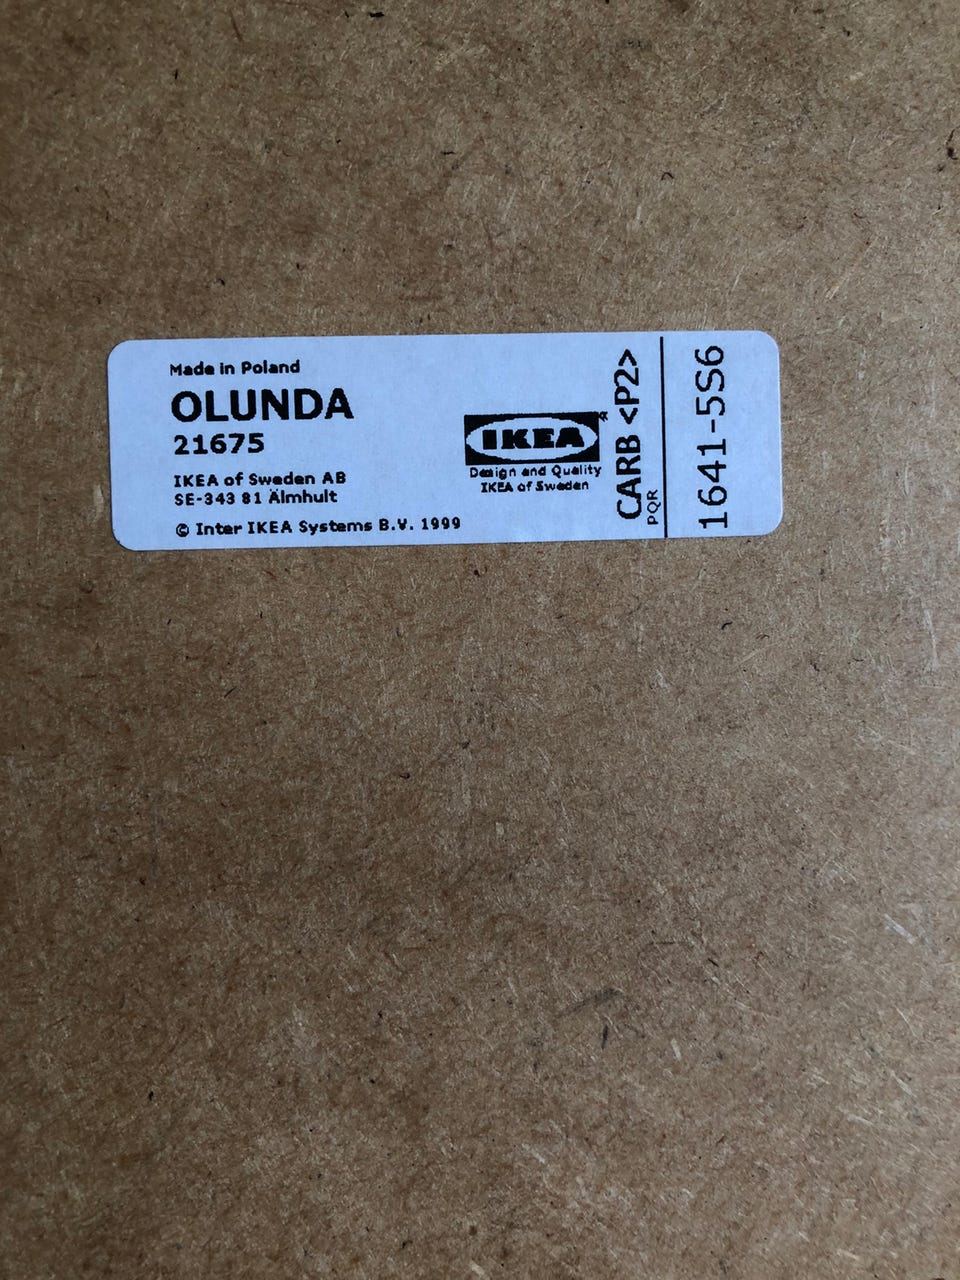 Made in Poland
OLUNDA
21675
IKEA of Sweden AB
SE-343 81 Älmhult
© Inter IKEA Systems B.V. 1999
IKEA®
Design and Quality
IKEA of Sweden
CARB <P2>
PQR
1641-5S6